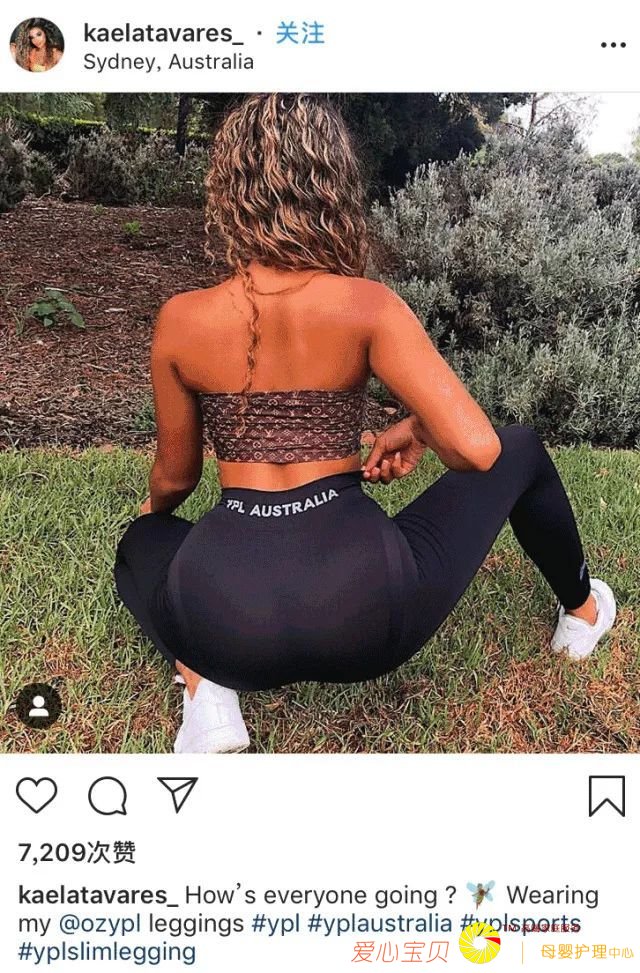 kaelatavares_ · 关注
Sydney, Australia
YPL AUSTRALIA
7,209次赞
kaelatavares_ How's everyone going ? 🪰 Wearing
my @ozypl leggings #ypl #yplaustralia #yplsports
#yplslimlegging
爱心宝贝 TM 母婴护理中心